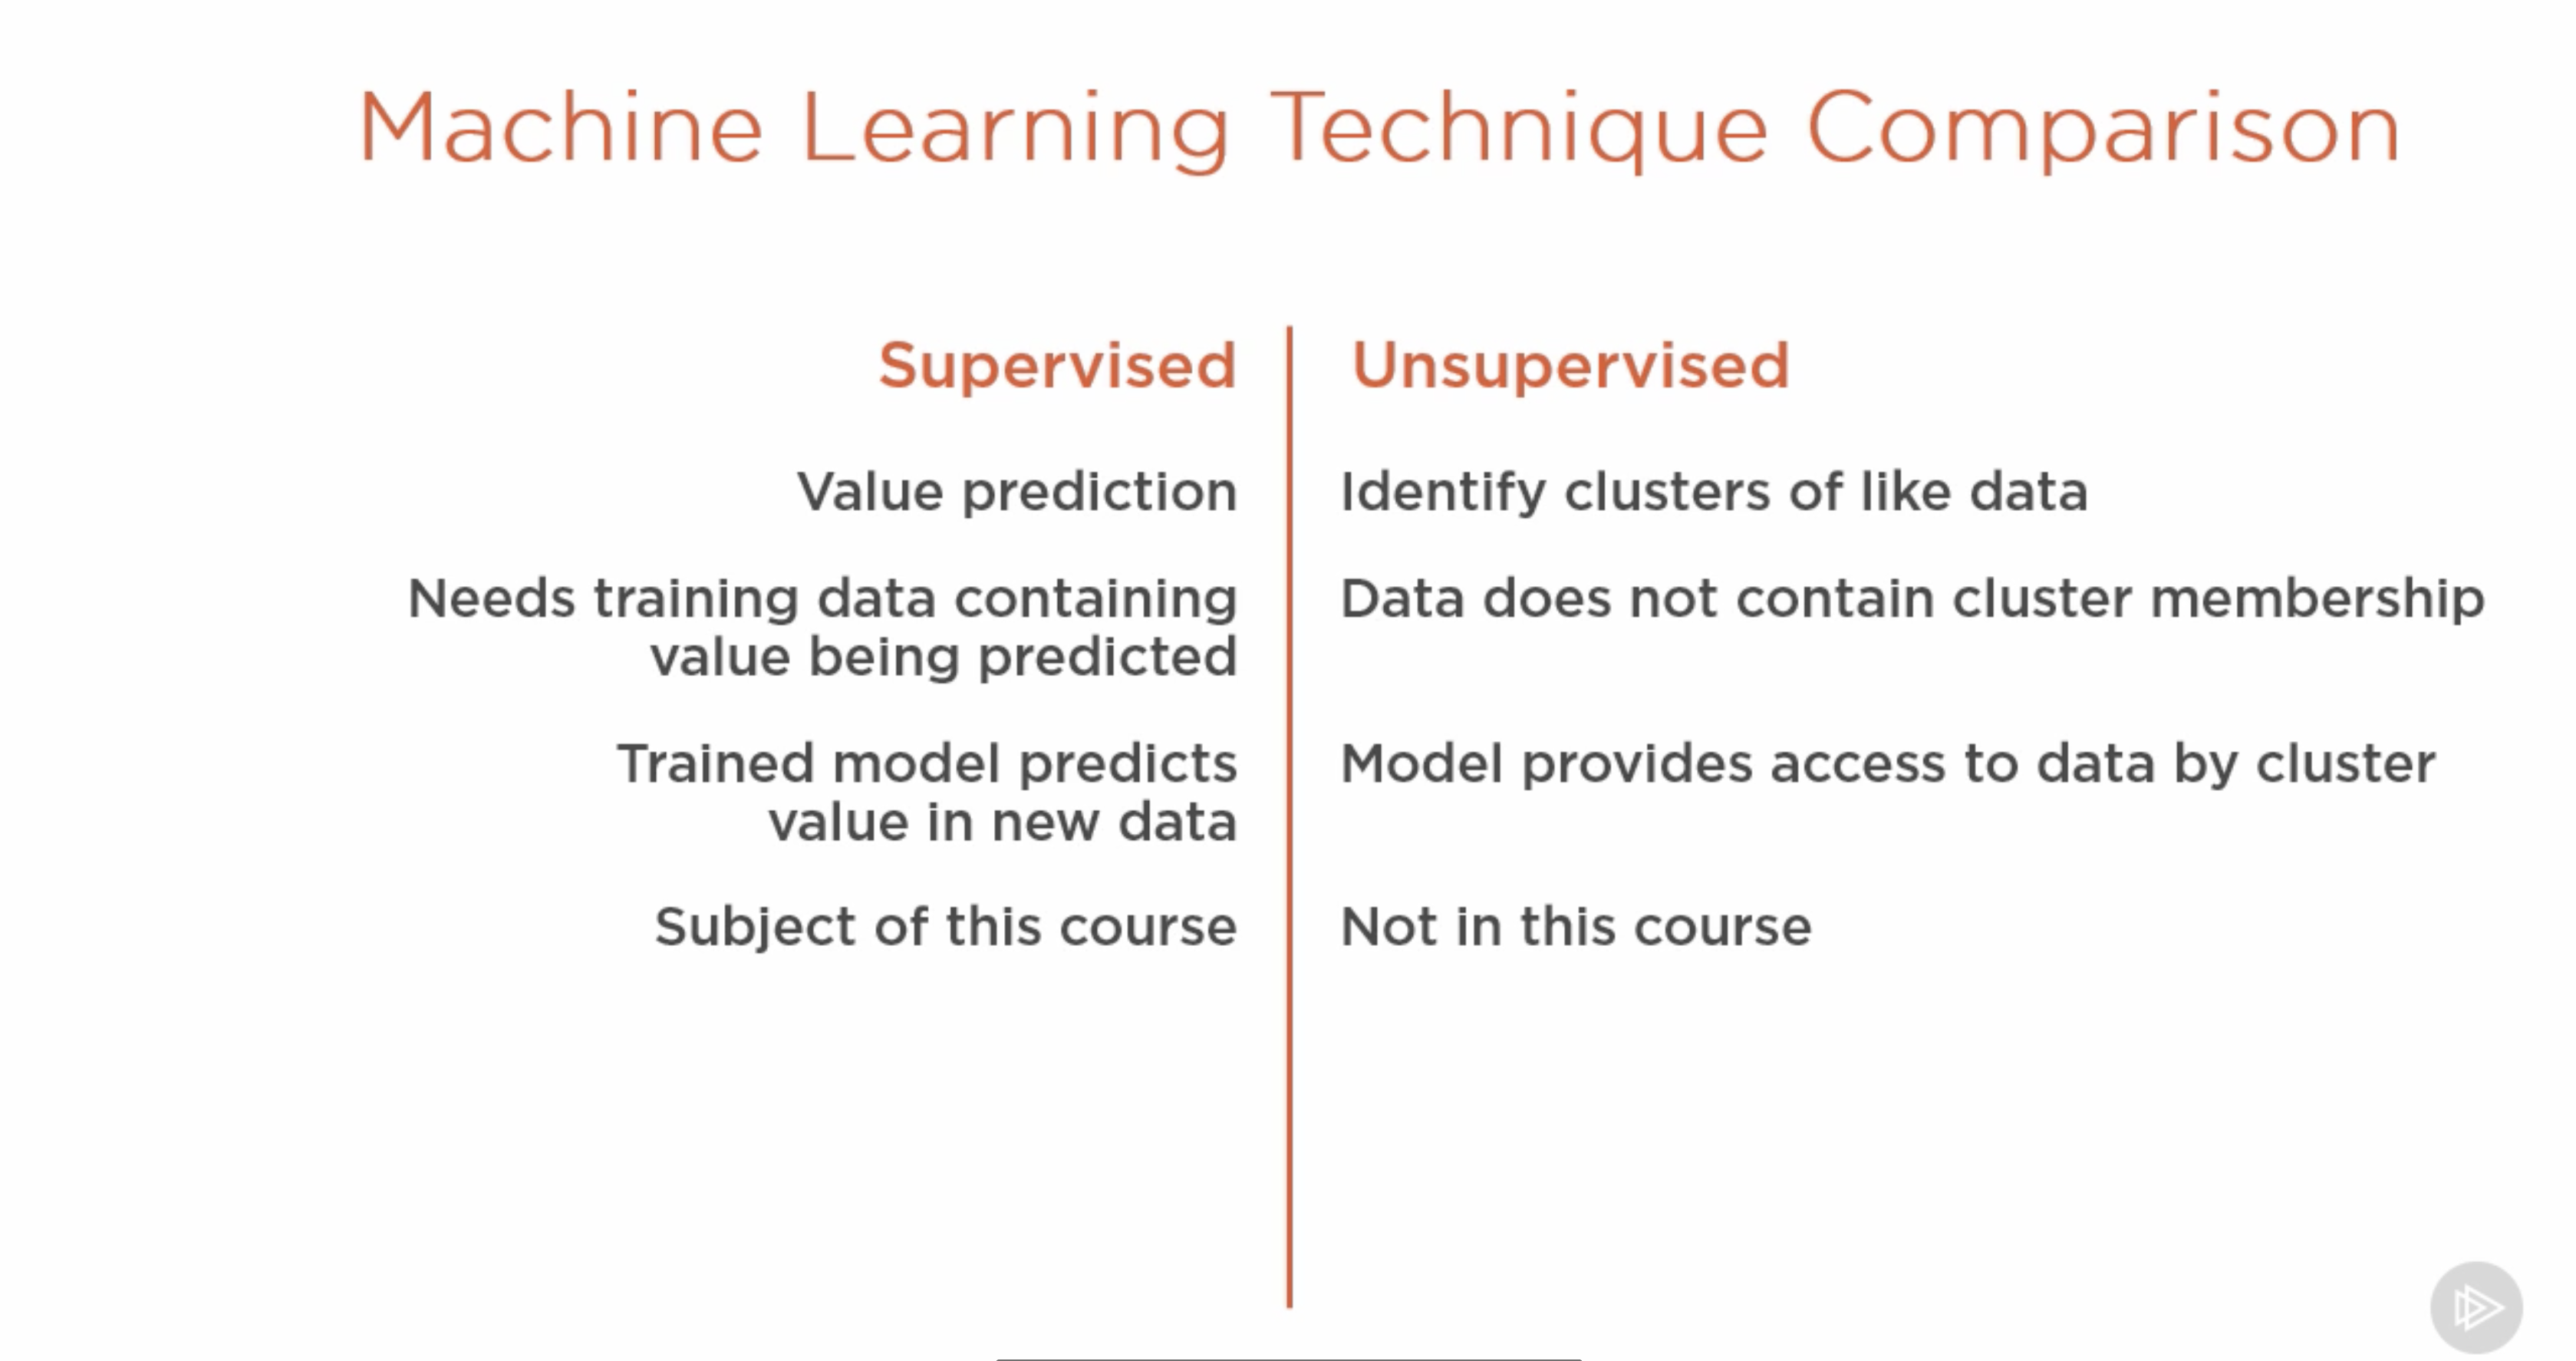 Machine Learning Technique Comparison
Supervised
Value prediction
Needs training data containing
value being predicted
Trained model predicts
value in new data
Subject of this course
Unsupervised
Identify clusters of like data
Data does not contain cluster membership
Model provides access to data by cluster
Not in this course